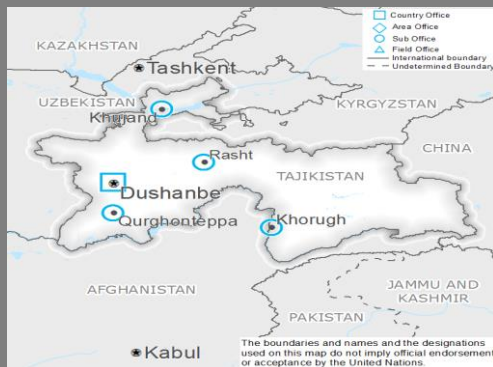 Country Office
Area Office
Sub Office
Field Office
International boundary
Undetermined Boundary
KAZAKHSTAN
Tashkent
UZBEKISTAN
Khujand
KYRGYZSTAN
CHINA
Rasht
TAJIKISTAN
Dushanbe
Qurghonteppa
Khorugh
AFGHANISTAN
JAMMU AND
KASHMIR
PAKISTAN
Kabul
The boundaries and names and the designations
used on this map do not imply official endorsement
or acceptance by the United Nations.